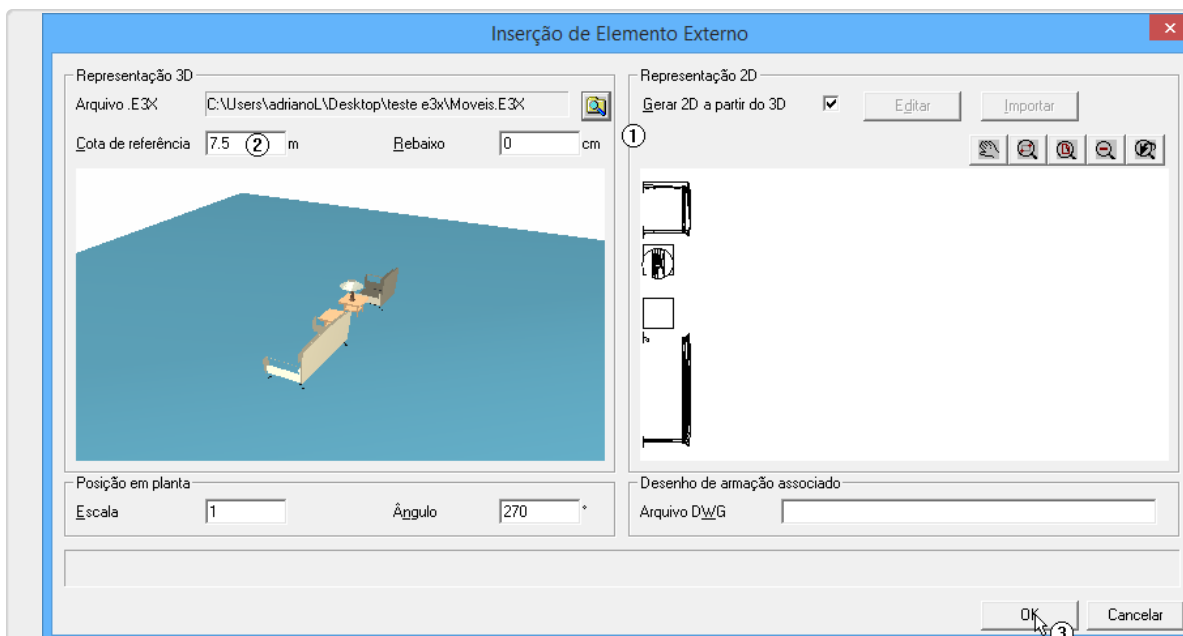 Inserção de Elemento Externo
Representação 3D
Arquivo .E3X C:\Users\adrianoL\Desktop\teste e3x\Moveis.E3X
Cota de referência 7.5 2 m Rebaixo 0 cm
Posição em planta
Escala 1 Ângulo 270 °
Representação 2D
1
Gerar 2D a partir do 3D Editar Importar
Desenho de armação associado
Arquivo DWG
OK 3 Cancelar